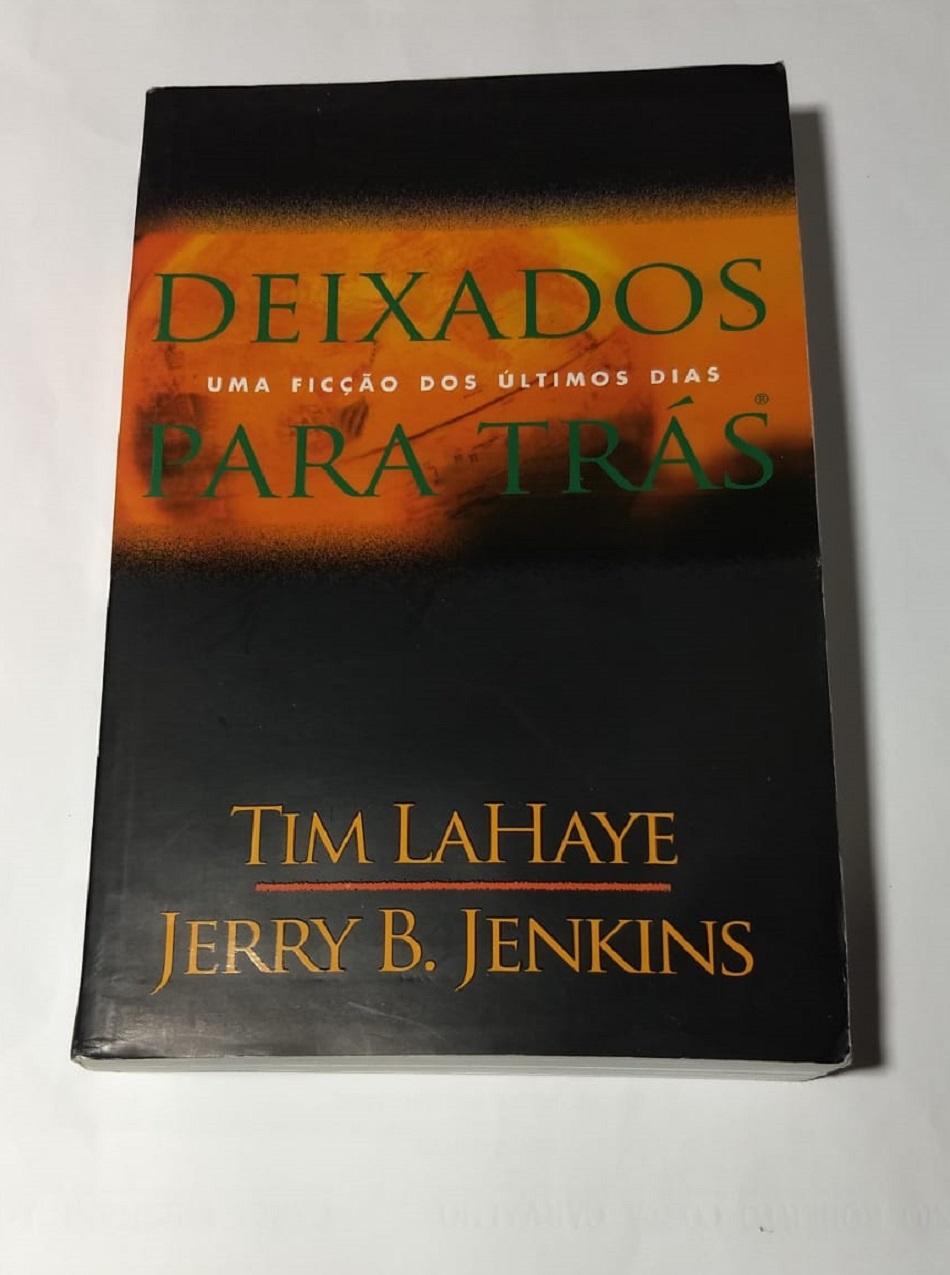 DEIXADOS
UMA FICÇÃO DOS ÚLTIMOS DIAS
PARA TRÁS®
TIM LAHAYE
JERRY B. JENKINS